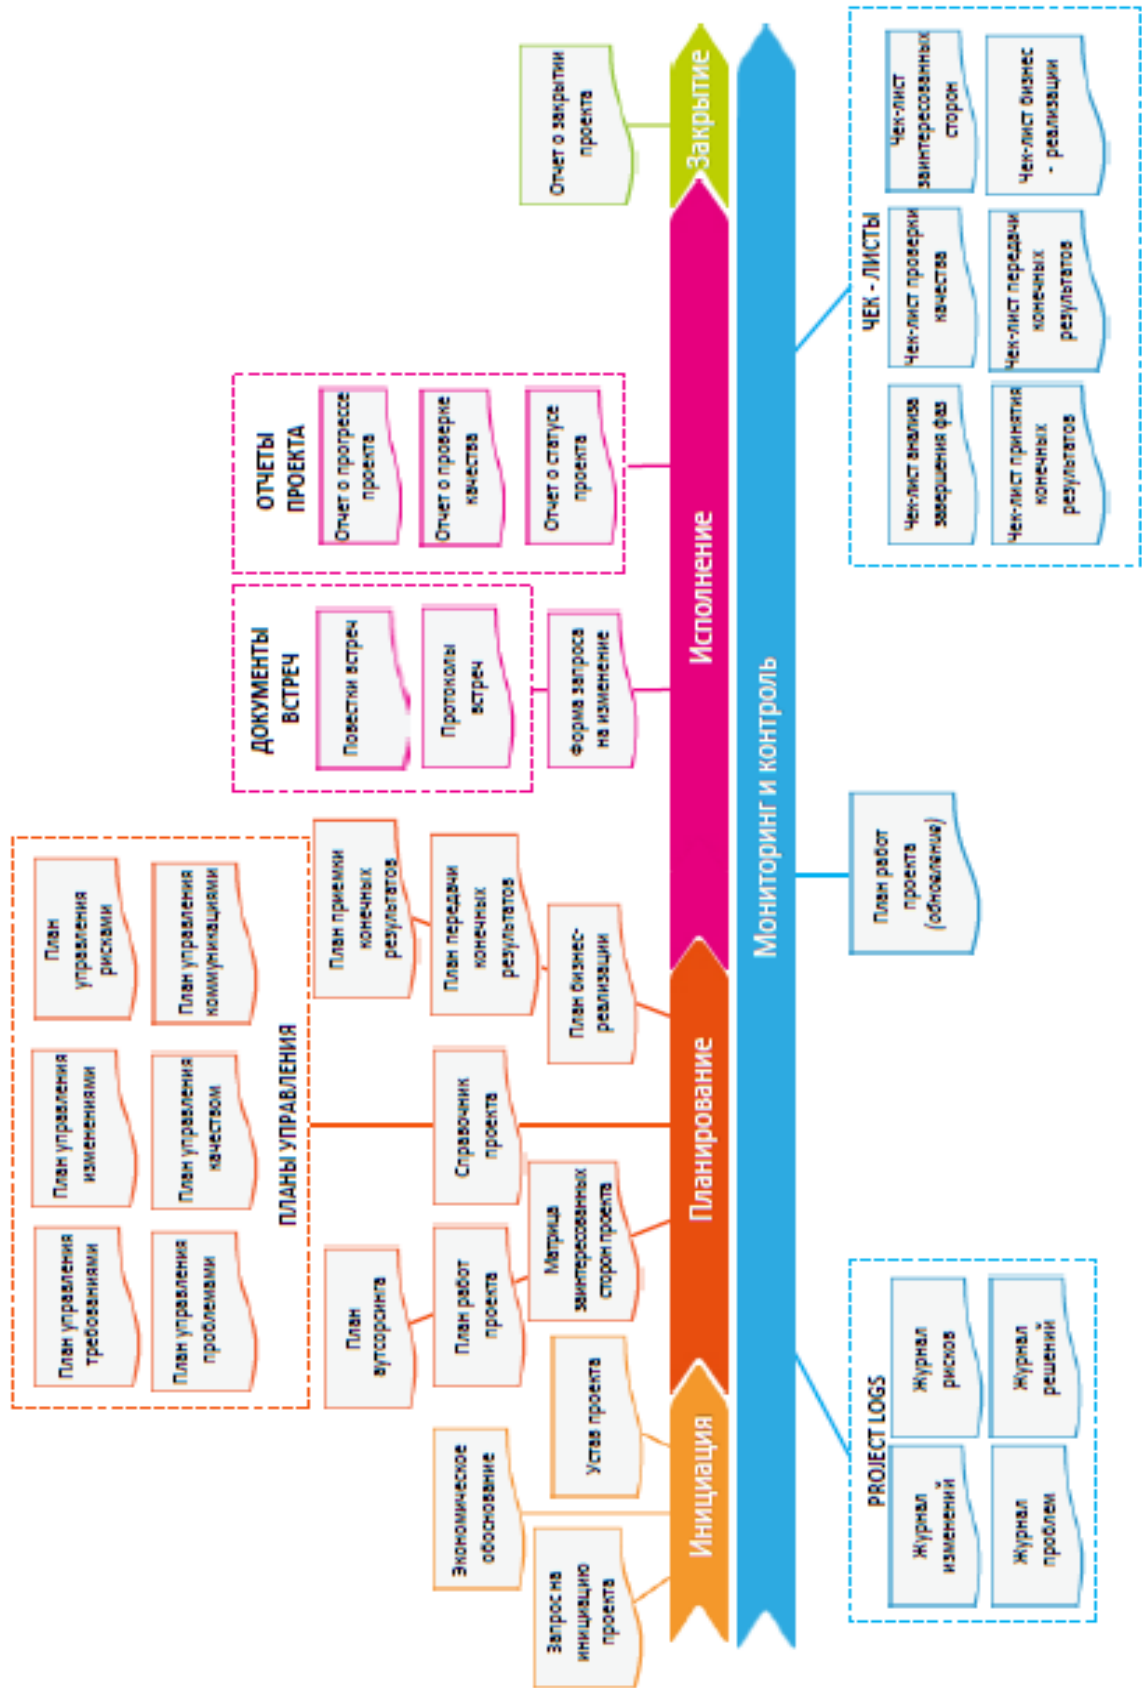 План управления
требованиями
План управления
изменениями
План
управления
рисками
План управления
проблемами
План управления
качеством
План управления
коммуникациями
ПЛАНЫ УПРАВЛЕНИЯ
ДОКУМЕНТЫ
ВСТРЕЧ
Повестки встреч
Протоколы
встреч
ОТЧЕТЫ
ПРОЕКТА
Отчет о прогрессе
проекта
Отчет о проверке
качества
Отчет о статусе
проекта
План
аутсорсинга
План работ
проекта
Матрица
заинтересованных
сторон проекта
Справочник
проекта
План приемки
конечных
результатов
План передачи
конечных
результатов
План бизнес-
реализации
Форма запроса
на изменение
Отчет о закрытии
проекта
Запрос на
инициацию
проекта
Экономическое
обоснование
Устав проекта
Инициация
Планирование
Исполнение
Закрытие
Мониторинг и контроль
PROJECT LOGS
Журнал
изменений
Журнал
рисков
Журнал
проблем
Журнал
решений
План работ
проекта
(обновление)
ЧЕК - ЛИСТЫ
Чек-лист анализа
завершения фаз
Чек-лист проверки
качества
Чек-лист
заинтересованных
сторон
Чек-лист принятия
конечных
результатов
Чек-лист передачи
конечных
результатов
Чек-лист бизнес
- реализации